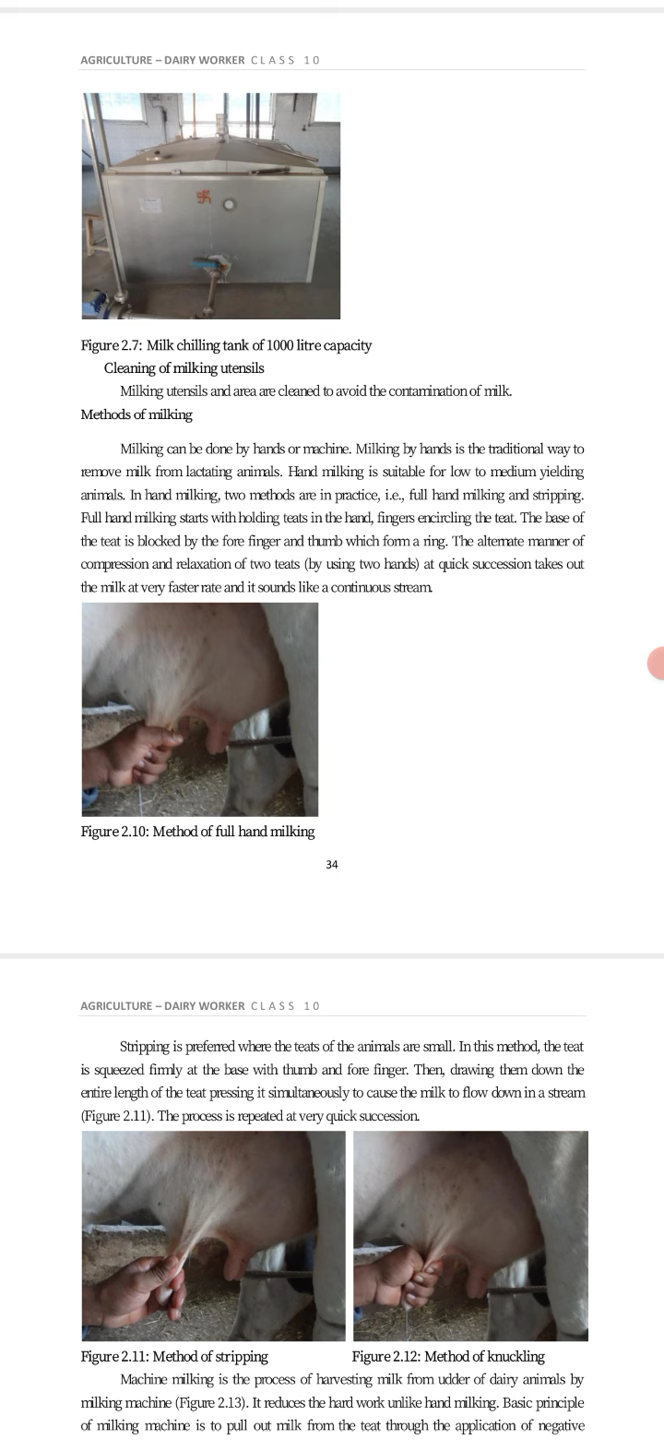 AGRICULTURE – DAIRY WORKER CLASS 10
Figure 2.7: Milk chilling tank of 1000 litre capacity
Cleaning of milking utensils
Milking utensils and area are cleaned to avoid the contamination of milk.
Methods of milking
Milking can be done by hands or machine. Milking by hands is the traditional way to
remove milk from lactating animals. Hand milking is suitable for low to medium yielding
animals. In hand milking, two methods are in practice, i.e., full hand milking and stripping.
Full hand milking starts with holding teats in the hand, fingers encircling the teat. The base of
the teat is blocked by the fore finger and thumb which form a ring. The alternate manner of
compression and relaxation of two teats (by using two hands) at quick succession takes out
the milk at very faster rate and it sounds like a continuous stream.
Figure 2.10: Method of full hand milking
34
AGRICULTURE – DAIRY WORKER CLASS 10
Stripping is preferred where the teats of the animals are small. In this method, the teat
is squeezed firmly at the base with thumb and fore finger. Then, drawing them down the
entire length of the teat pressing it simultaneously to cause the milk to flow down in a stream
(Figure 2.11). The process is repeated at very quick succession.
Figure 2.11: Method of stripping Figure 2.12: Method of knuckling
Machine milking is the process of harvesting milk from udder of dairy animals by
milking machine (Figure 2.13). It reduces the hard work unlike hand milking. Basic principle
of milking machine is to pull out milk from the teat through the application of negative